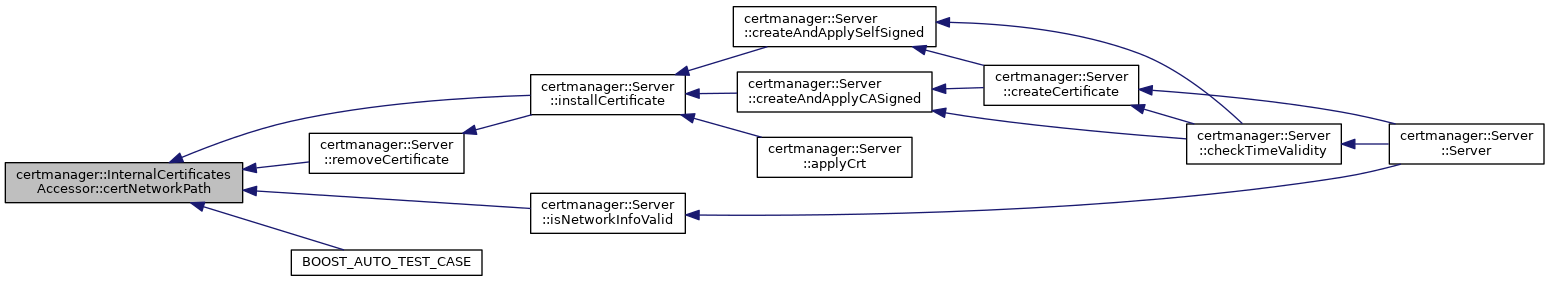 certmanager::InternalCertificates
Accessor::certNetworkPath
certmanager::Server
::installCertificate
certmanager::Server
::removeCertificate
certmanager::Server
::isNetworkInfoValid
BOOST_AUTO_TEST_CASE
certmanager::Server
::createAndApplySelfSigned
certmanager::Server
::createAndApplyCASigned
certmanager::Server
::applyCrt
certmanager::Server
::createCertificate
certmanager::Server
::checkTimeValidity
certmanager::Server
::Server